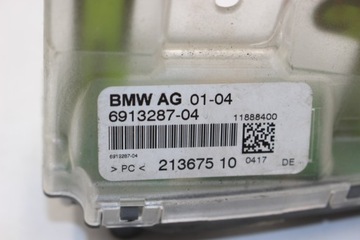 BMW AG 01-04
6913287-04
11888400
6913287-04
> PC < 213675 10
0417 DE